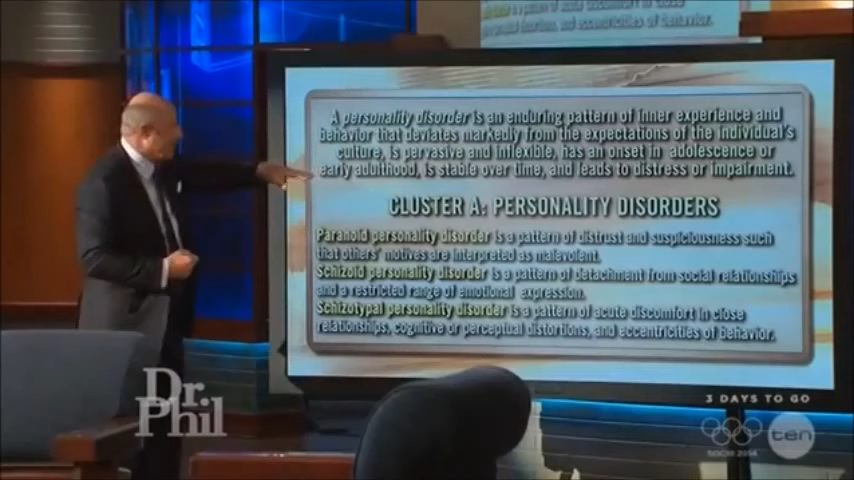 A personality disorder is an enduring pattern of inner experience and
behavior that deviates markedly from the expectations of the individual's
culture, is pervasive and inflexible, has an onset in adolescence or
early adulthood, is stable over time, and leads to distress or impairment.
CLUSTER A: PERSONALITY DISORDERS
Paranoid personality disorder is a pattern of distrust and suspiciousness such
that others' motives are interpreted as malevolent.
Schizoid personality disorder is a pattern of detachment from social relationships
and a restricted range of emotional expression.
Schizotypal personality disorder is a pattern of acute discomfort in close
relationships, cognitive or perceptual distortions, and eccentricities of behavior.
Dr.
Phil
3 DAYS TO GO
SOCHI 2014
ten